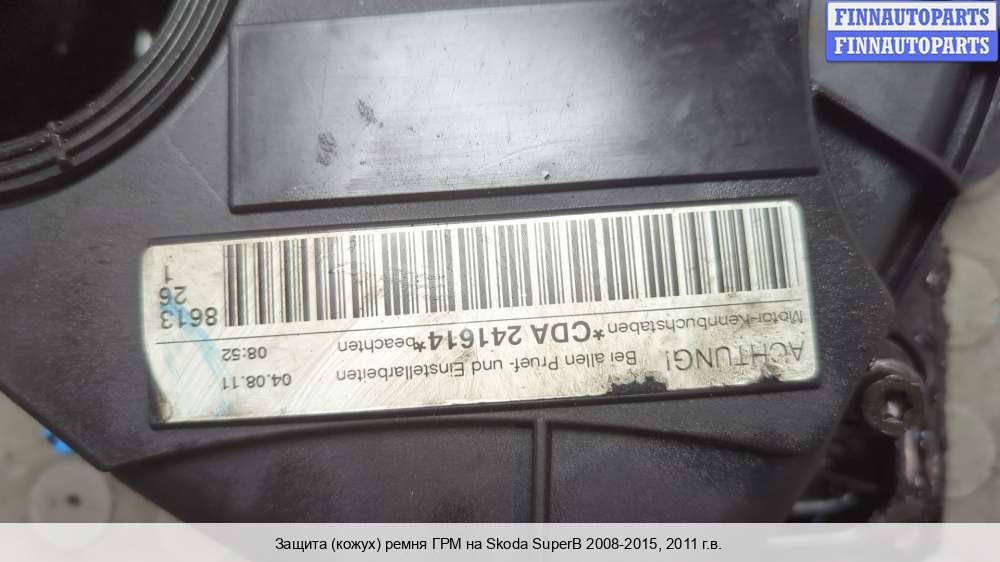 FINNAUTOPARTS
FINNAUTOPARTS
ACHTUNG! Bei allen Pruef- und Einstellarbeiten 04.08.11
Motor-Kennbuchstaben *CDA 241614* beachten 08:52
8613
26
1
Защита (кожух) ремня ГРМ на Skoda SuperB 2008-2015, 2011 г.в.